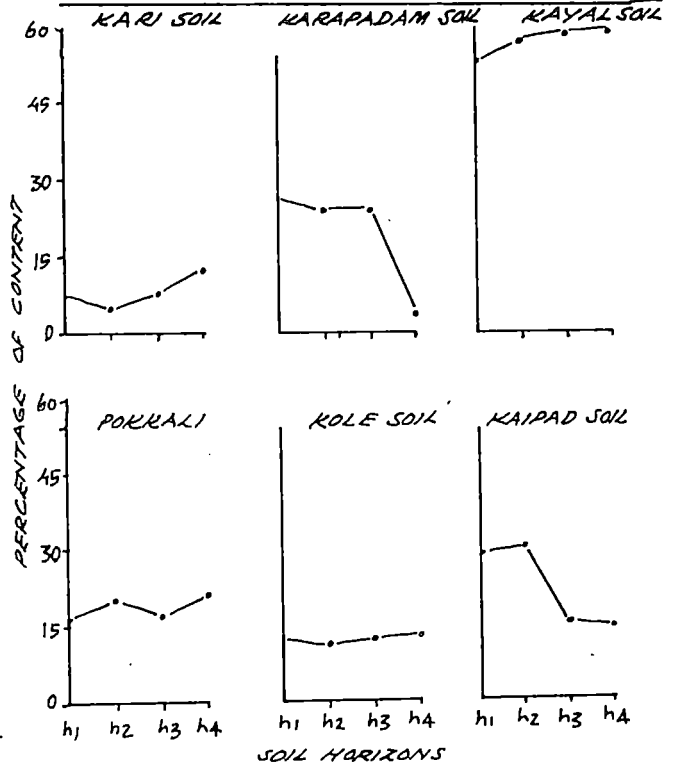 KARI SOIL KARAPADAM SOIL KAYAL SOIL
60
45
30
15
0
POKKALI KOLE SOIL KAIPAD SOIL
60
45
30
15
0
h1 h2 h3 h4 h1 h2 h3 h4 h1 h2 h3 h4
SOIL HORIZONS
PERCENTAGE OF CONTENT